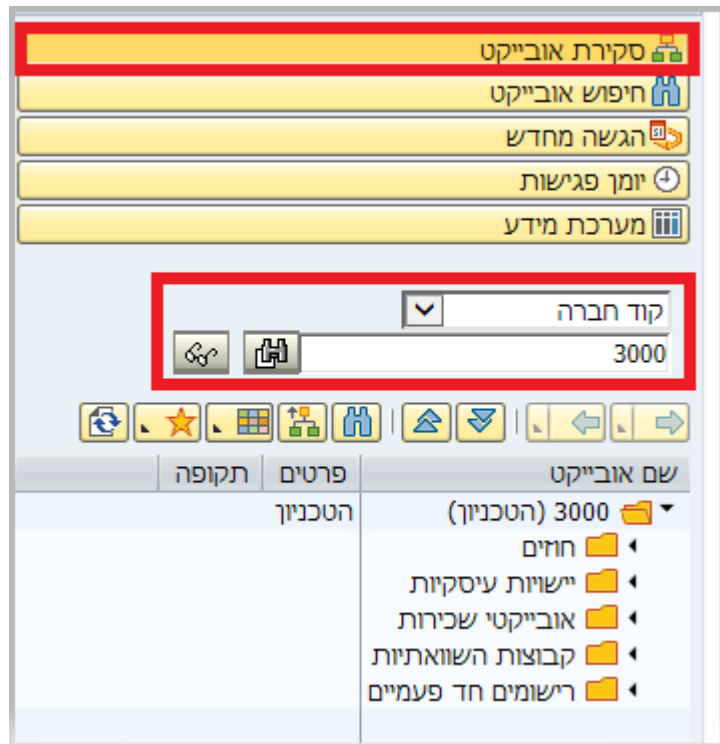 סקירת אובייקט
חיפוש אובייקט
הגשה מחדש
יומן פגישות
מערכת מידע
קוד חברה
3000
שם אובייקט פרטים תקופה
3000 (הטכניון) הטכניון
חוזים
יישויות עיסקיות
אובייקטי שכירות
קבוצות השוואתיות
רישומים חד פעמיים